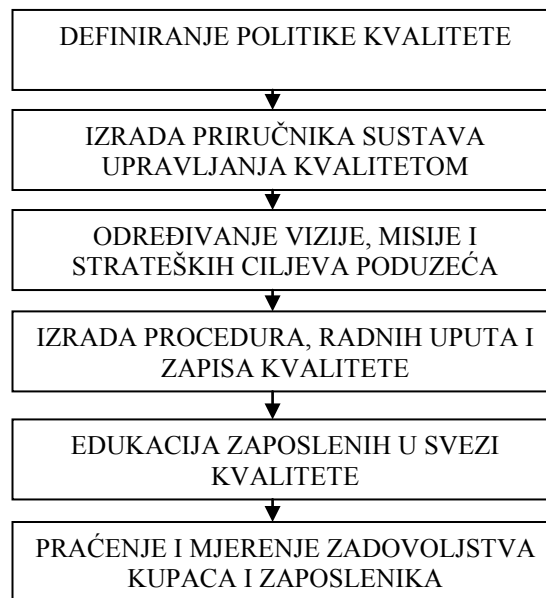 DEFINIRANJE POLITIKE KVALITETE
IZRADA PRIRUČNIKA SUSTAVA
UPRAVLJANJA KVALITETOM
ODREĐIVANJE VIZIJE, MISIJE I
STRATEŠKIH CILJEVA PODUZEĆA
IZRADA PROCEDURA, RADNIH UPUTA I
ZAPISA KVALITETE
EDUKACIJA ZAPOSLENIH U SVEZI
KVALITETE
PRAĆENJE I MJERENJE ZADOVOLJSTVA
KUPACA I ZAPOSLENIKA